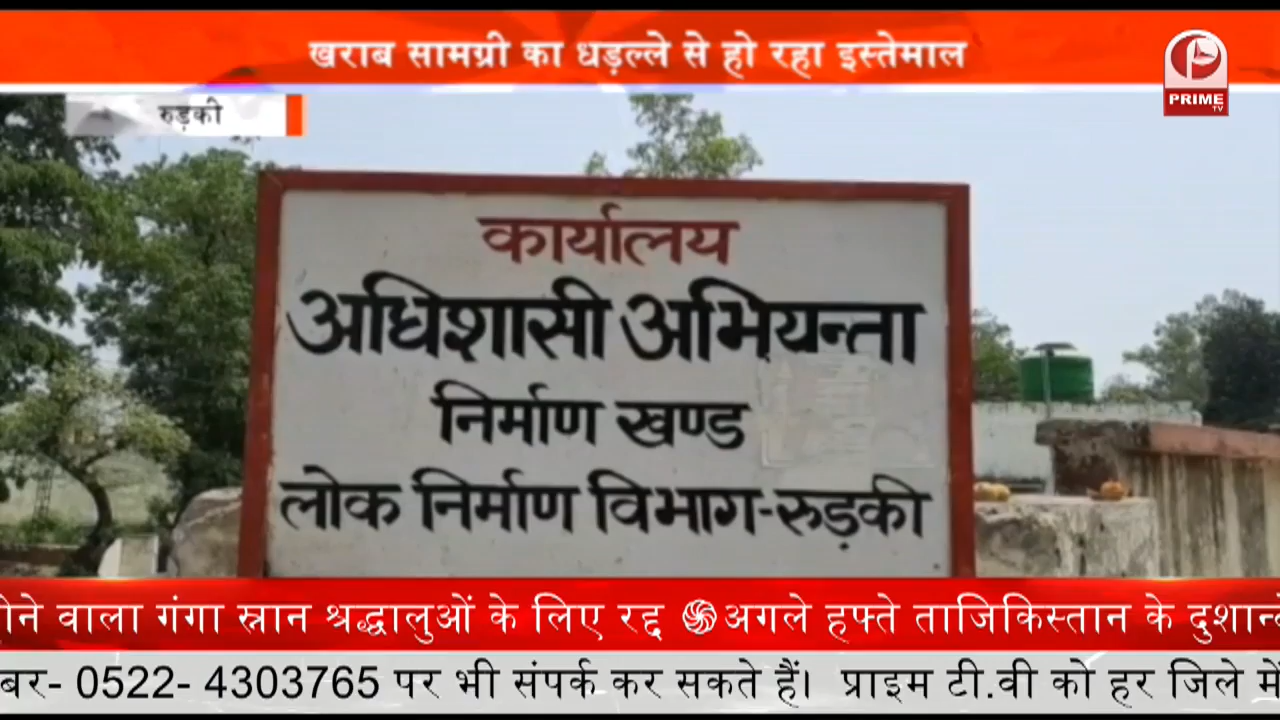 खराब सामग्री का धड़ल्ले से हो रहा इस्तेमाल
PRIME
TV
रुड़की
कार्यालय
अधिशासी अभियन्ता
निर्माण खण्ड
लोक निर्माण विभाग-रुड़की
वाला गंगा स्नान श्रद्धालुओं के लिए रद्द अगले हफ्ते ताजिकिस्तान के
बर- 0522- 4303765 पर भी संपर्क कर सकते हैं। प्राइम टी.वी को हर जिले में